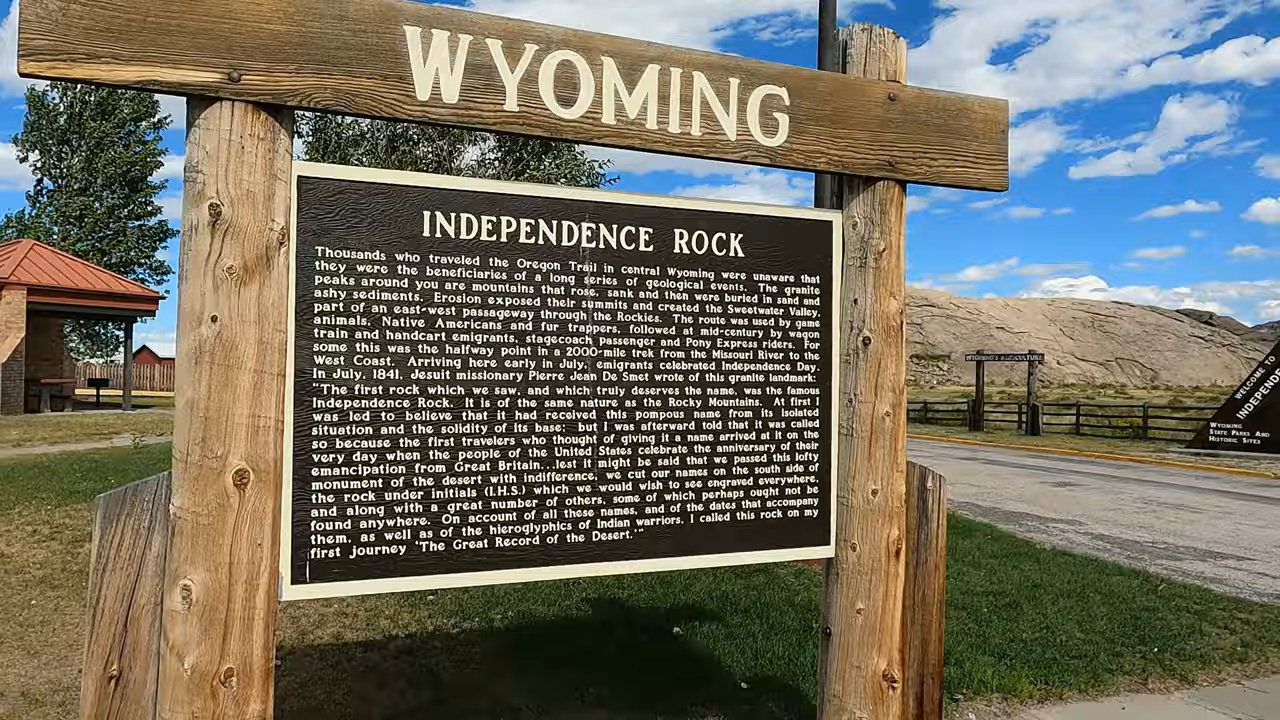 WYOMING
INDEPENDENCE ROCK
Thousands who traveled the Oregon Trail in central Wyoming were unaware that
they were the beneficiaries of a long series of geological events. The granite
peaks around you are mountains that rose, sank and then were buried in sand and
ashy sediments. Erosion exposed their summits and created the Sweetwater Valley,
part of an east-west passageway through the Rockies. The route was used by game
animals, Native Americans and fur trappers, followed at mid-century by wagon
train and handcart emigrants, stagecoach passenger and Pony Express riders. For
some this was the halfway point in a 2000-mile trek from the Missouri River to the
West Coast. Arriving here early in July, emigrants celebrated Independence Day.
In July, 1841, Jesuit missionary Pierre Jean De Smet wrote of this granite landmark:
"The first rock which we saw, and which truly deserves the name, was the famous
Independence Rock. It is of the same nature as the Rocky Mountains. At first I
was led to believe that it had received this pompous name from its isolated
situation and the solidity of its base; but I was afterward told that it was called
so because the first travelers who thought of giving it a name arrived at it on the
very day when the people of the United States celebrate the anniversary of their
emancipation from Great Britain...lest it might be said that we passed this lofty
monument of the desert with indifference, we cut our names on the south side of
the rock under initials (I.H.S.) which we would wish to see engraved everywhere,
and along with a great number of others, some of which perhaps ought not be
found anywhere. On account of all these names, and of the dates that accompany
them, as well as of the hieroglyphics of Indian warriors, I called this rock on my
first journey 'The Great Record of the Desert.'"
WYOMING'S AGRICULTURE
WELCOME TO
INDEPENDE
WYOMING
STATE PARKS AND
HISTORIC SITES